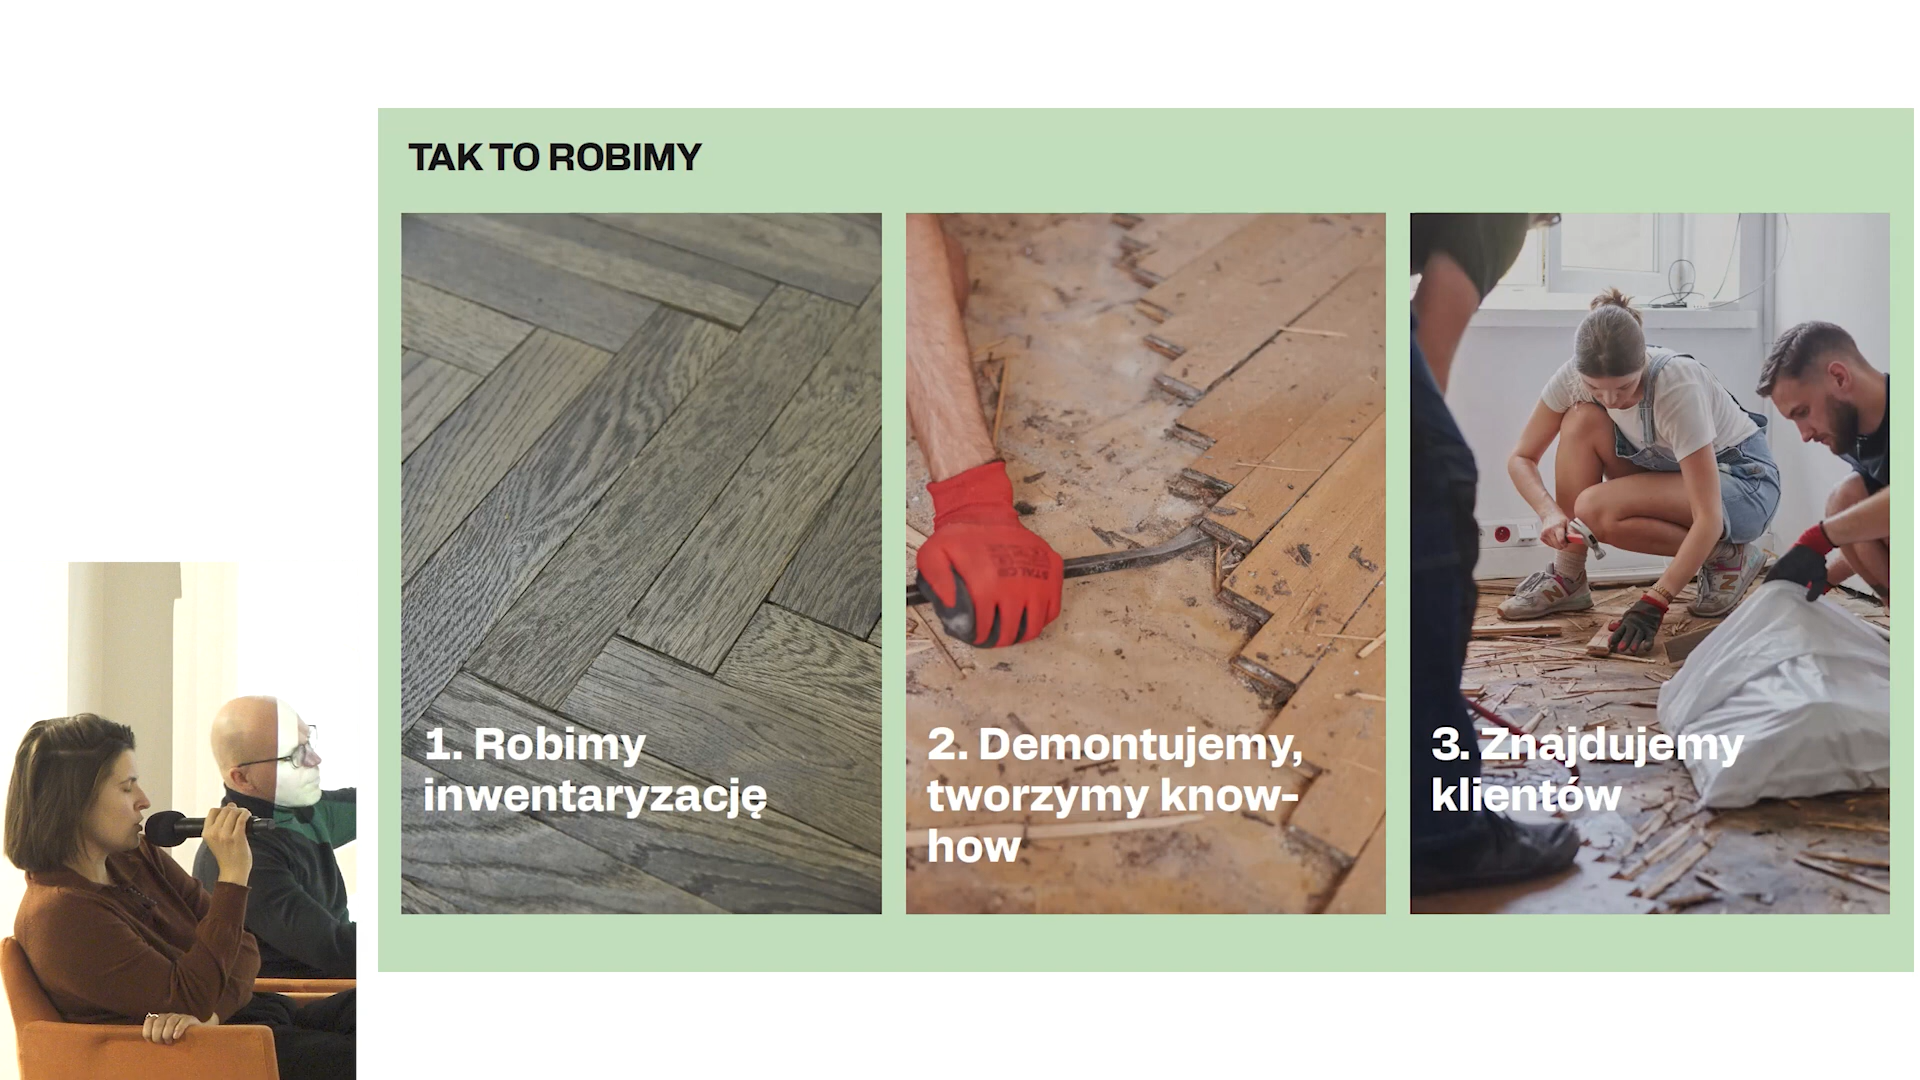 TAK TO ROBIMY
1. Robimy
inwentaryzację
2. Demontujemy,
tworzymy know-
how
3. Znajdujemy
klientów